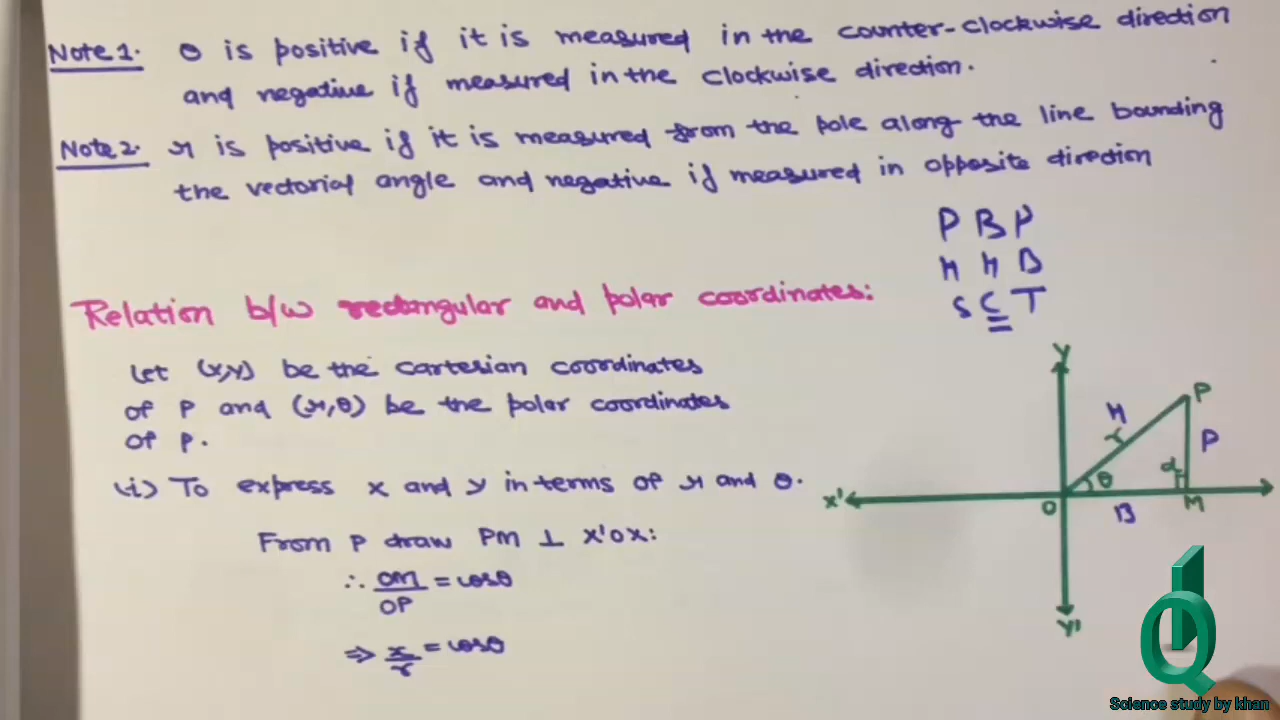 Note 1. θ is positive if it is measured in the counter-clockwise direction
and negative if measured in the clockwise direction.
Note 2. r is positive if it is measured from the pole along the line bounding
the vectorial angle and negative if measured in opposite direction
P B P
H H B
S C T
Relation b/w rectangular and polar coordinates:
Let (x,y) be the cartesian coordinates
of P and (r,θ) be the polar coordinates
of P.
(i) To express x and y in terms of r and θ.
From P draw PM ⊥ x'ox:
∴ OM/OP = cosθ
⇒ x/r = cosθ
Y
P
H
r
P
θ
X'
O
B
M
Y'
Science study by khan